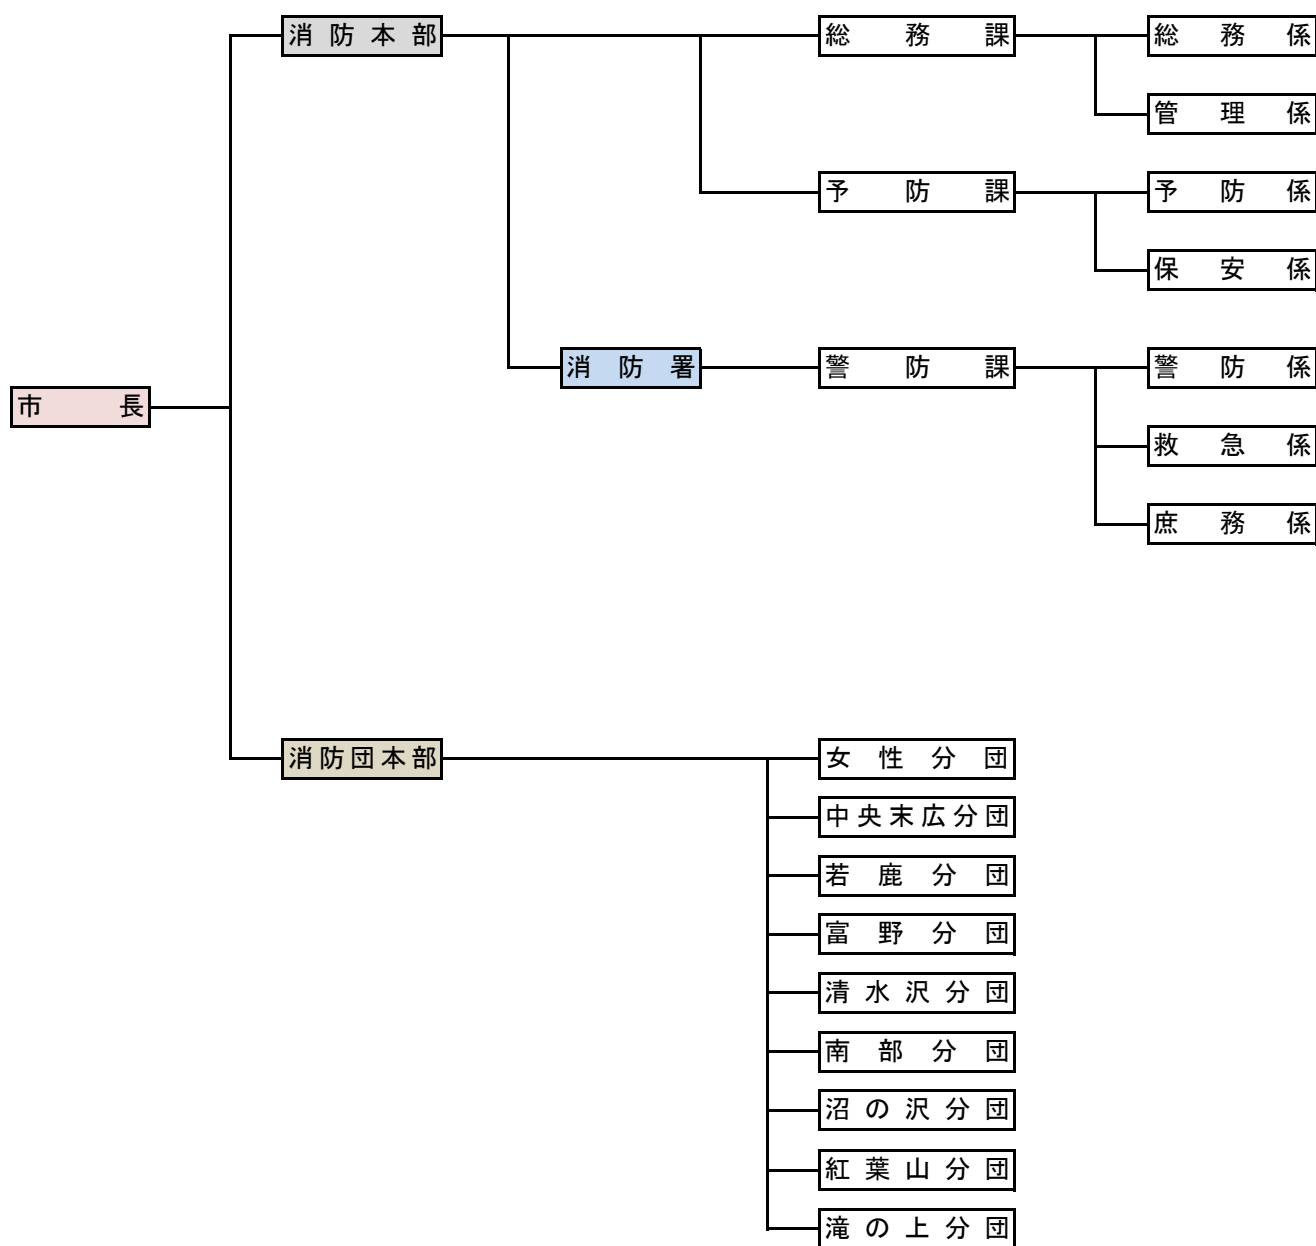 消防本部
総務課
総務係
管理係
予防課
予防係
保安係
消防署
警防課
警防係
市長
救急係
庶務係
消防団本部
女性分団
中央末広分団
若鹿分団
富野分団
清水沢分団
南部分団
沼の沢分団
紅葉山分団
滝の上分団